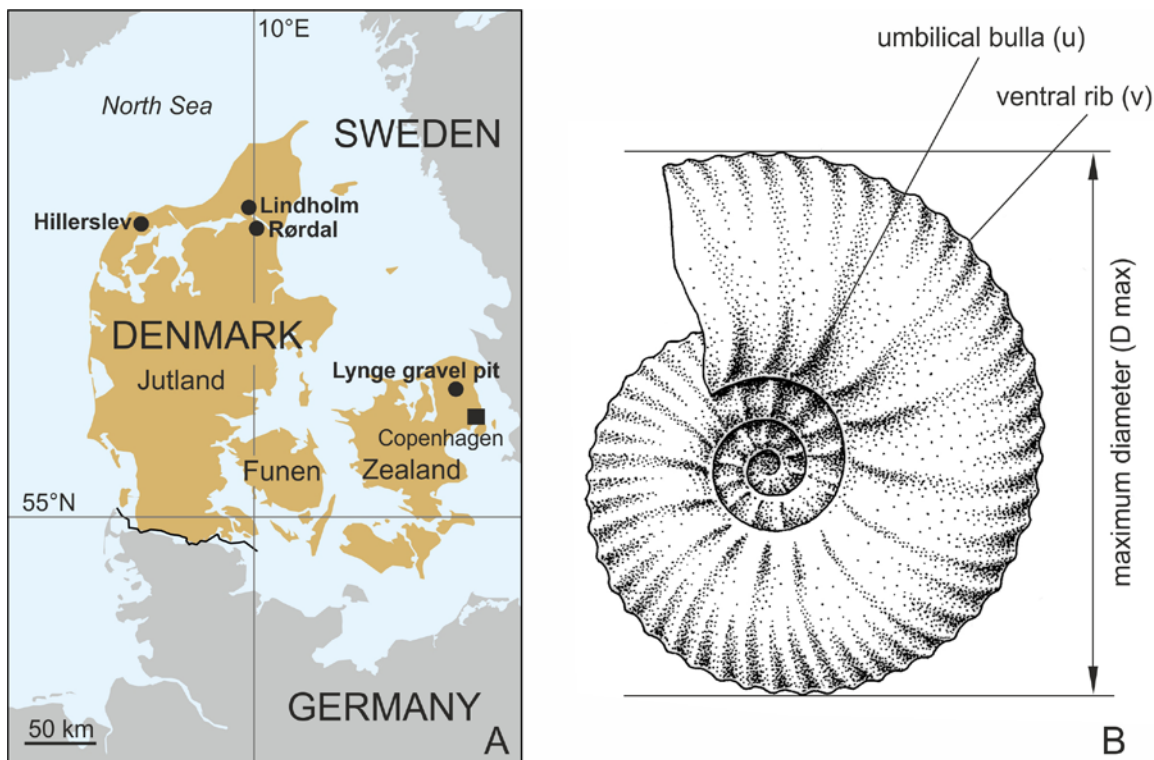 10°E
North Sea
SWEDEN
Hillerslev
Lindholm
Rørdal
DENMARK
Jutland
Lynge gravel pit
Copenhagen
Funen
Zealand
55°N
GERMANY
50 km
A
umbilical bulla (u)
ventral rib (v)
maximum diameter (D max)
B